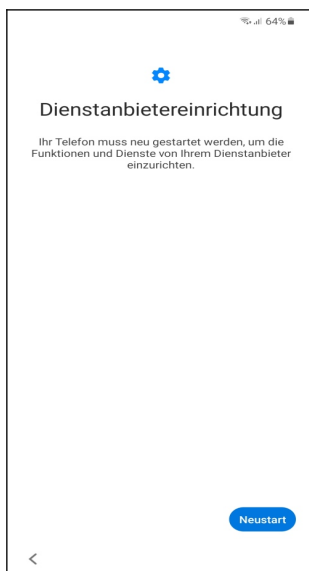 64%
Dienstanbietereinrichtung
Ihr Telefon muss neu gestartet werden, um die
Funktionen und Dienste von Ihrem Dienstanbieter
einzurichten.
Neustart